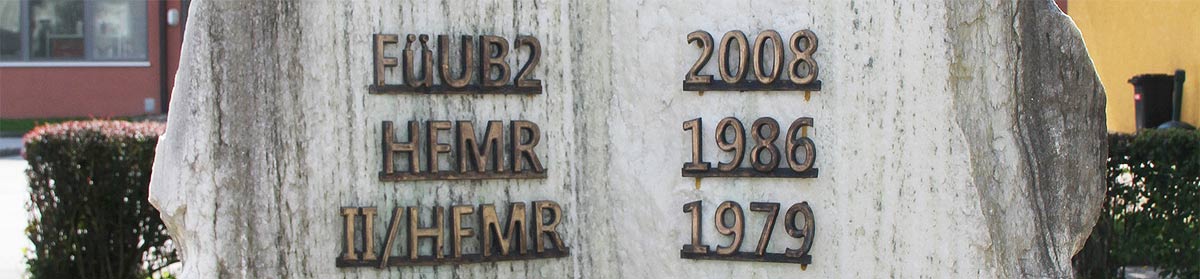 FüUB2 2008
HFMR 1986
II/HFMR 1979